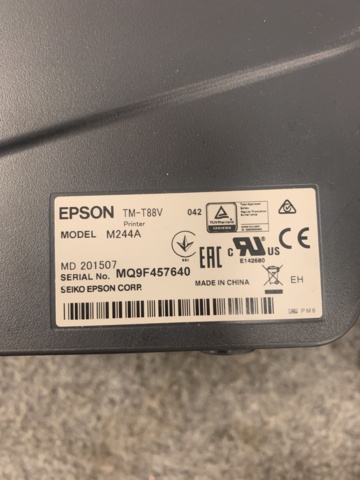 EPSON TM-T88V 042
Printer
MODEL M244A
EAC
C UL US CE
E142680
MD 201507
SERIAL No. MQ9F457640
SEIKO EPSON CORP.
MADE IN CHINA
EH
PM8